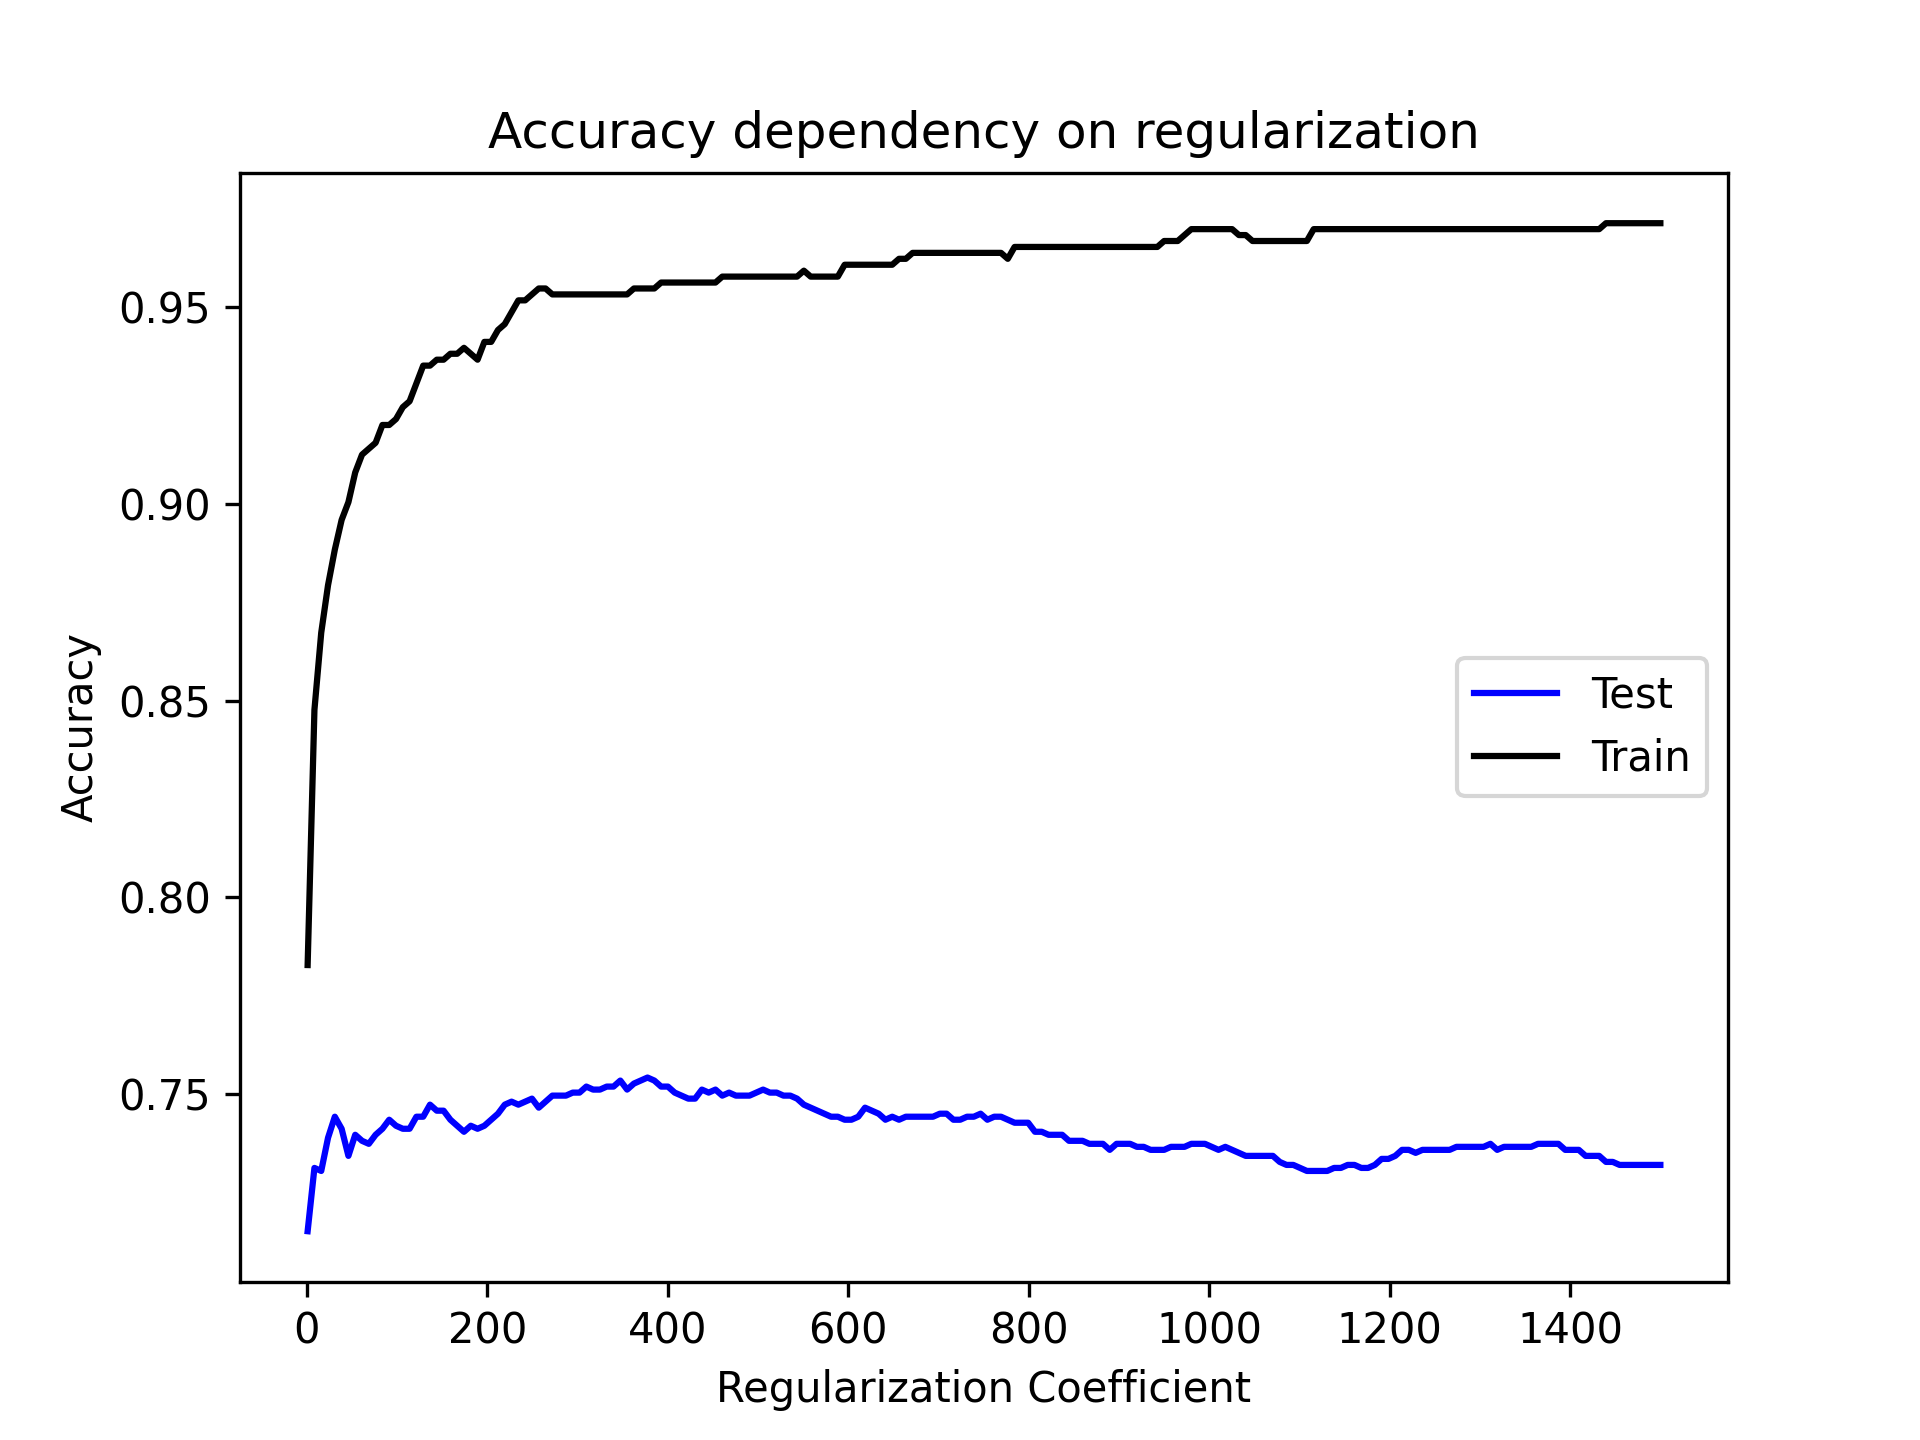 Accuracy dependency on regularization
Accuracy
0.95
0.90
0.85
0.80
0.75
Test
Train
0 200 400 600 800 1000 1200 1400
Regularization Coefficient